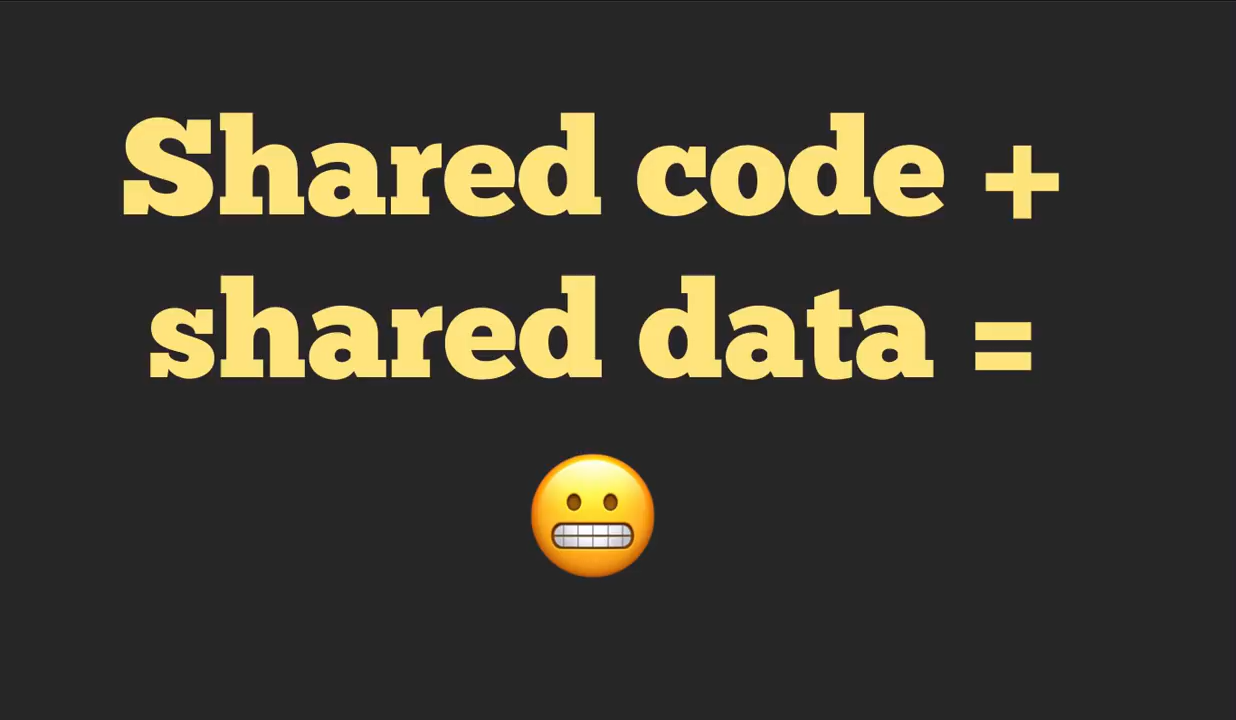 Shared code +
shared data =
😬